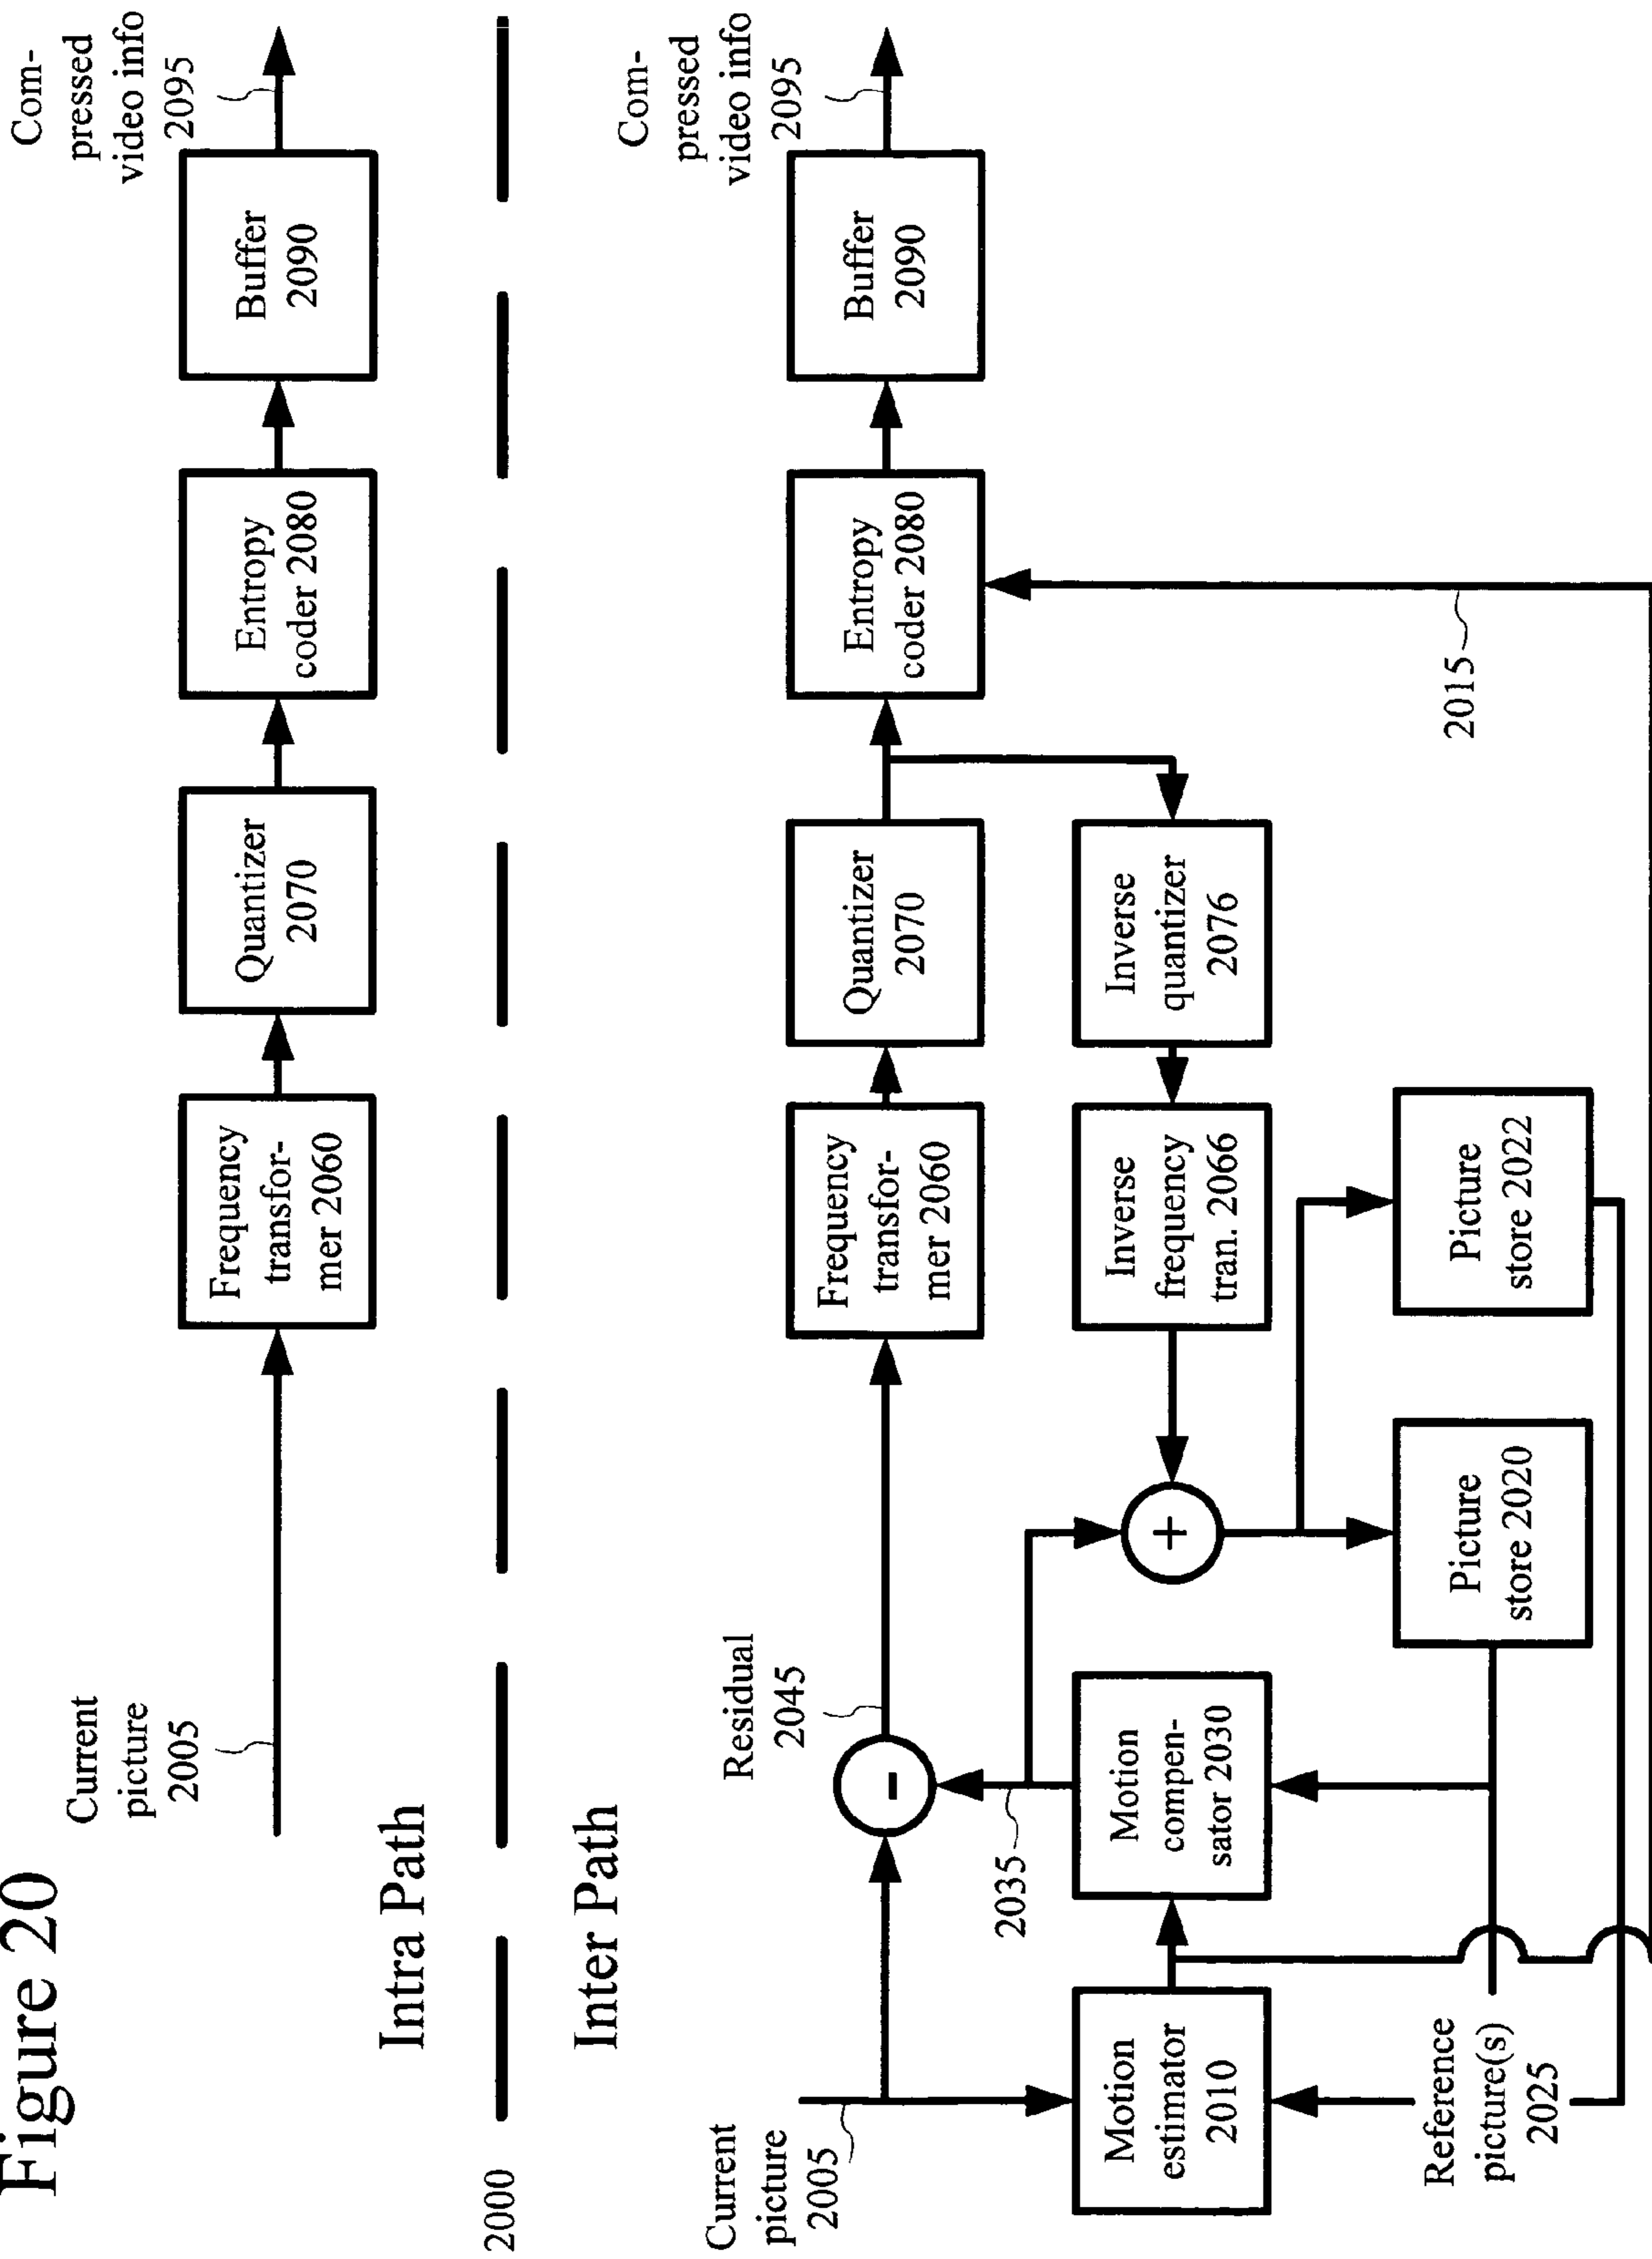 Figure 20
Current
picture
2005
Frequency
transfor-
mer 2060
Quantizer
2070
Entropy
coder 2080
Buffer
2090
Com-
pressed
video info
2095
Intra Path
2000
Inter Path
Current
picture
2005
Residual
2045
Frequency
transfor-
mer 2060
Quantizer
2070
Entropy
coder 2080
Buffer
2090
Com-
pressed
video info
2095
2035
-
+
Motion
estimator
2010
Motion
compen-
sator 2030
Inverse
frequency
tran. 2066
Inverse
quantizer
2076
Reference
picture(s)
2025
Picture
store 2020
Picture
store 2022
2015